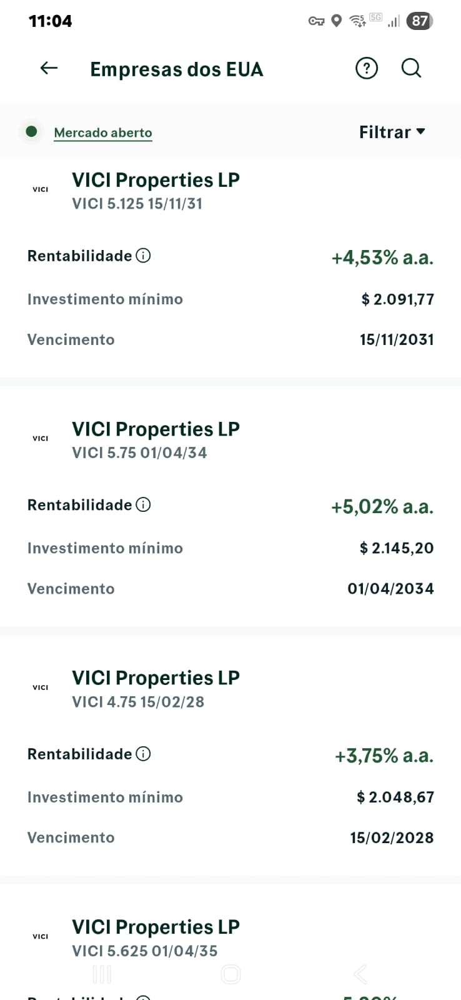 11:04
5G
87
Empresas dos EUA
Mercado aberto
Filtrar
VICI
VICI Properties LP
VICI 5.125 15/11/31
Rentabilidade
+4,53% a.a.
Investimento mínimo
$ 2.091,77
Vencimento
15/11/2031
VICI
VICI Properties LP
VICI 5.75 01/04/34
Rentabilidade
+5,02% a.a.
Investimento mínimo
$ 2.145,20
Vencimento
01/04/2034
VICI
VICI Properties LP
VICI 4.75 15/02/28
Rentabilidade
+3,75% a.a.
Investimento mínimo
$ 2.048,67
Vencimento
15/02/2028
VICI
VICI Properties LP
VICI 5.625 01/04/35